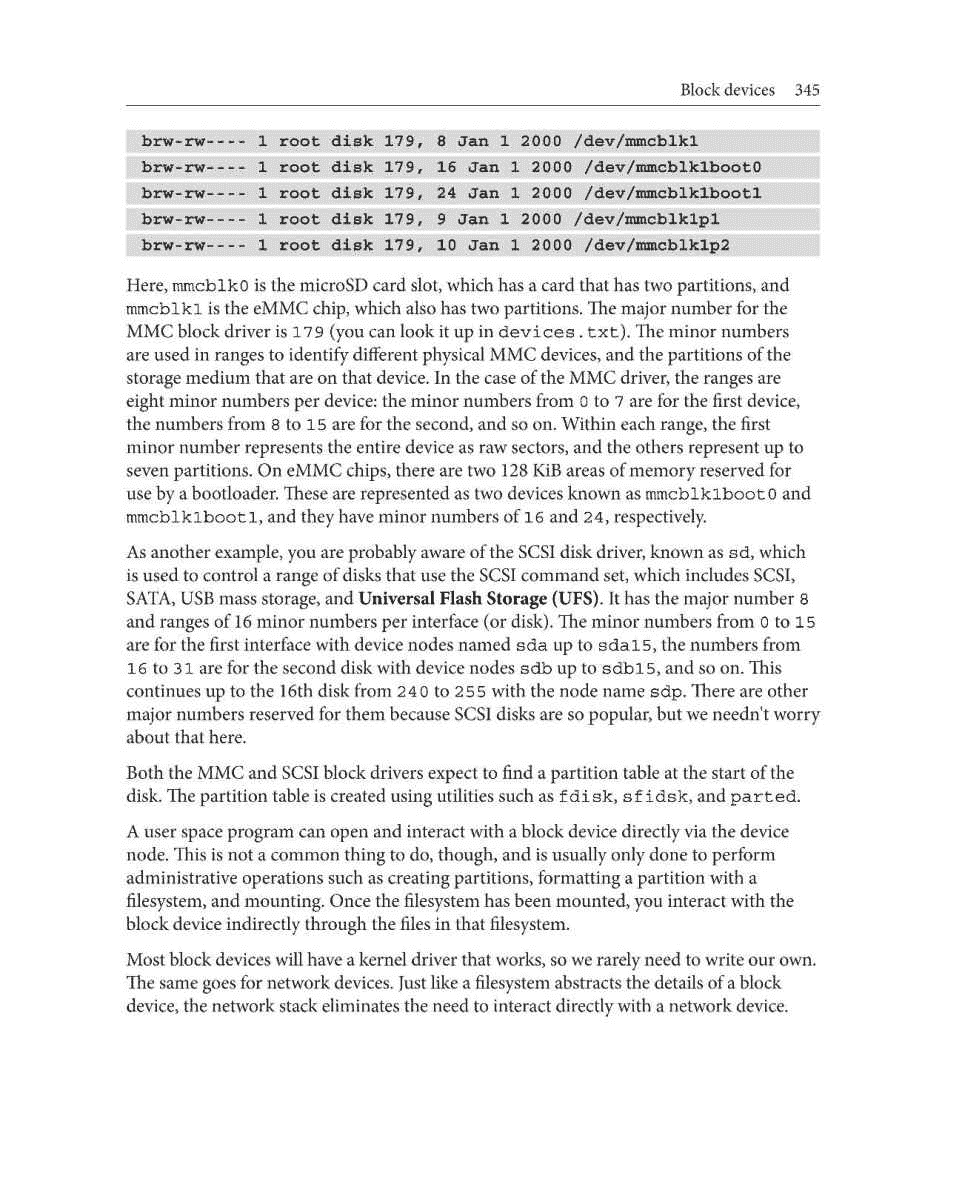 Block devices 345
brw-rw---- 1 root disk 179, 8 Jan 1 2000 /dev/mmcblk1
brw-rw---- 1 root disk 179, 16 Jan 1 2000 /dev/mmcblk1boot0
brw-rw---- 1 root disk 179, 24 Jan 1 2000 /dev/mmcblk1boot1
brw-rw---- 1 root disk 179, 9 Jan 1 2000 /dev/mmcblk1p1
brw-rw---- 1 root disk 179, 10 Jan 1 2000 /dev/mmcblk1p2
Here, mmcblk0 is the microSD card slot, which has a card that has two partitions, and
mmcblk1 is the eMMC chip, which also has two partitions. The major number for the
MMC block driver is 179 (you can look it up in devices.txt). The minor numbers
are used in ranges to identify different physical MMC devices, and the partitions of the
storage medium that are on that device. In the case of the MMC driver, the ranges are
eight minor numbers per device: the minor numbers from 0 to 7 are for the first device,
the numbers from 8 to 15 are for the second, and so on. Within each range, the first
minor number represents the entire device as raw sectors, and the others represent up to
seven partitions. On eMMC chips, there are two 128 KiB areas of memory reserved for
use by a bootloader. These are represented as two devices known as mmcblk1boot0 and
mmcblk1boot1, and they have minor numbers of 16 and 24, respectively.
As another example, you are probably aware of the SCSI disk driver, known as sd, which
is used to control a range of disks that use the SCSI command set, which includes SCSI,
SATA, USB mass storage, and Universal Flash Storage (UFS). It has the major number 8
and ranges of 16 minor numbers per interface (or disk). The minor numbers from 0 to 15
are for the first interface with device nodes named sda up to sda15, the numbers from
16 to 31 are for the second disk with device nodes sdb up to sdb15, and so on. This
continues up to the 16th disk from 240 to 255 with the node name sdp. There are other
major numbers reserved for them because SCSI disks are so popular, but we needn't worry
about that here.
Both the MMC and SCSI block drivers expect to find a partition table at the start of the
disk. The partition table is created using utilities such as fdisk, sfidsk, and parted.
A user space program can open and interact with a block device directly via the device
node. This is not a common thing to do, though, and is usually only done to perform
administrative operations such as creating partitions, formatting a partition with a
filesystem, and mounting. Once the filesystem has been mounted, you interact with the
block device indirectly through the files in that filesystem.
Most block devices will have a kernel driver that works, so we rarely need to write our own.
The same goes for network devices. Just like a filesystem abstracts the details of a block
device, the network stack eliminates the need to interact directly with a network device.